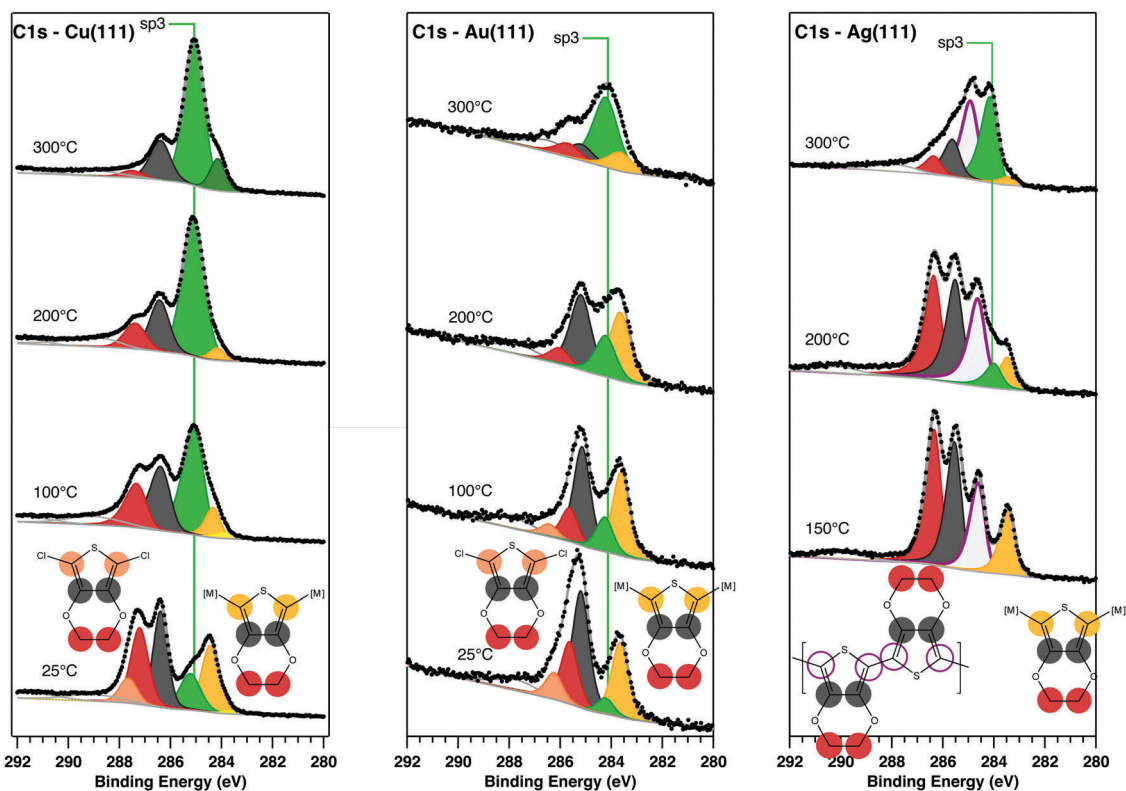 C1s - Cu(111)
sp3
300°C
200°C
100°C
Cl
S
Cl
O
O
[M]
S
[M]
O
O
25°C
292 290 288 286 284 282 280
Binding Energy (eV)
C1s - Au(111)
sp3
300°C
200°C
100°C
Cl
S
Cl
O
O
[M]
S
[M]
O
O
25°C
292 290 288 286 284 282 280
Binding Energy (eV)
C1s - Ag(111)
sp3
300°C
200°C
150°C
O
O
S
S
O
O
[M]
S
[M]
O
O
292 290 288 286 284 282 280
Binding Energy (eV)